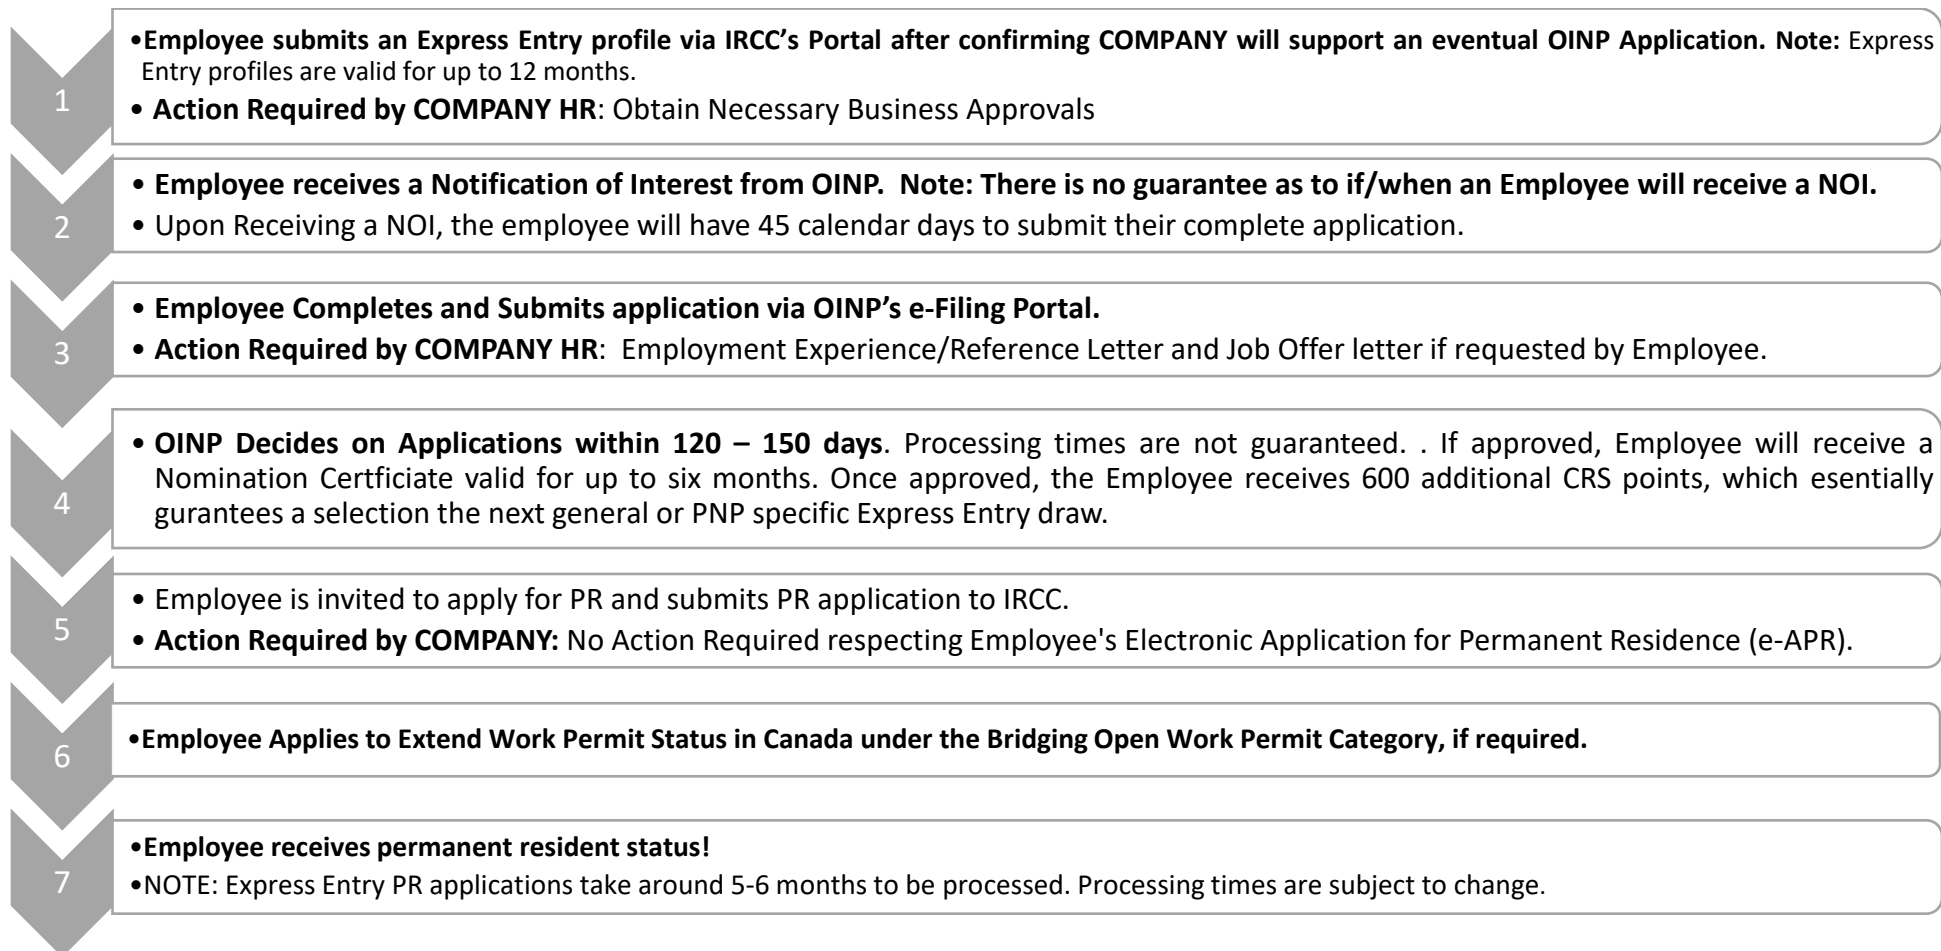 1
•Employee submits an Express Entry profile via IRCC's Portal after confirming COMPANY will support an eventual OINP Application. Note: Express
Entry profiles are valid for up to 12 months.
• Action Required by COMPANY HR: Obtain Necessary Business Approvals
2
• Employee receives a Notification of Interest from OINP. Note: There is no guarantee as to if/when an Employee will receive a NOI.
• Upon Receiving a NOI, the employee will have 45 calendar days to submit their complete application.
3
• Employee Completes and Submits application via OINP's e-Filing Portal.
• Action Required by COMPANY HR: Employment Experience/Reference Letter and Job Offer letter if requested by Employee.
4
• OINP Decides on Applications within 120 – 150 days. Processing times are not guaranteed. . If approved, Employee will receive a
Nomination Certficiate valid for up to six months. Once approved, the Employee receives 600 additional CRS points, which esentially
gurantees a selection the next general or PNP specific Express Entry draw.
5
• Employee is invited to apply for PR and submits PR application to IRCC.
• Action Required by COMPANY: No Action Required respecting Employee's Electronic Application for Permanent Residence (e-APR).
6
•Employee Applies to Extend Work Permit Status in Canada under the Bridging Open Work Permit Category, if required.
7
•Employee receives permanent resident status!
•NOTE: Express Entry PR applications take around 5-6 months to be processed. Processing times are subject to change.